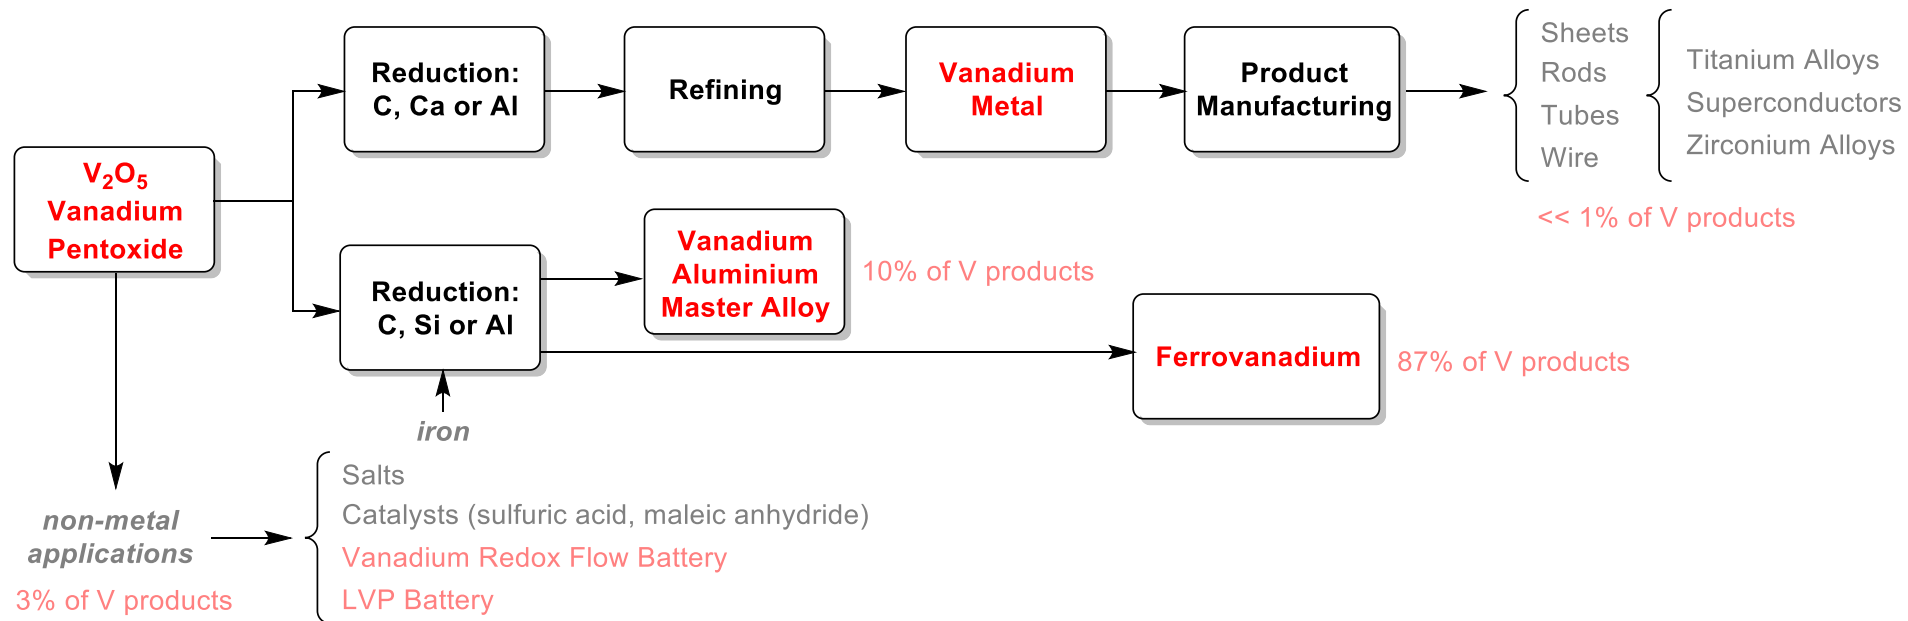 Reduction:
C, Ca or Al
Refining
Vanadium
Metal
Product
Manufacturing
Sheets
Rods
Tubes
Wire
Titanium Alloys
Superconductors
Zirconium Alloys
<< 1% of V products
V₂O₅
Vanadium
Pentoxide
Reduction:
C, Si or Al
Vanadium
Aluminium
Master Alloy
10% of V products
Ferrovanadium
87% of V products
iron
non-metal
applications
3% of V products
Salts
Catalysts (sulfuric acid, maleic anhydride)
Vanadium Redox Flow Battery
LVP Battery